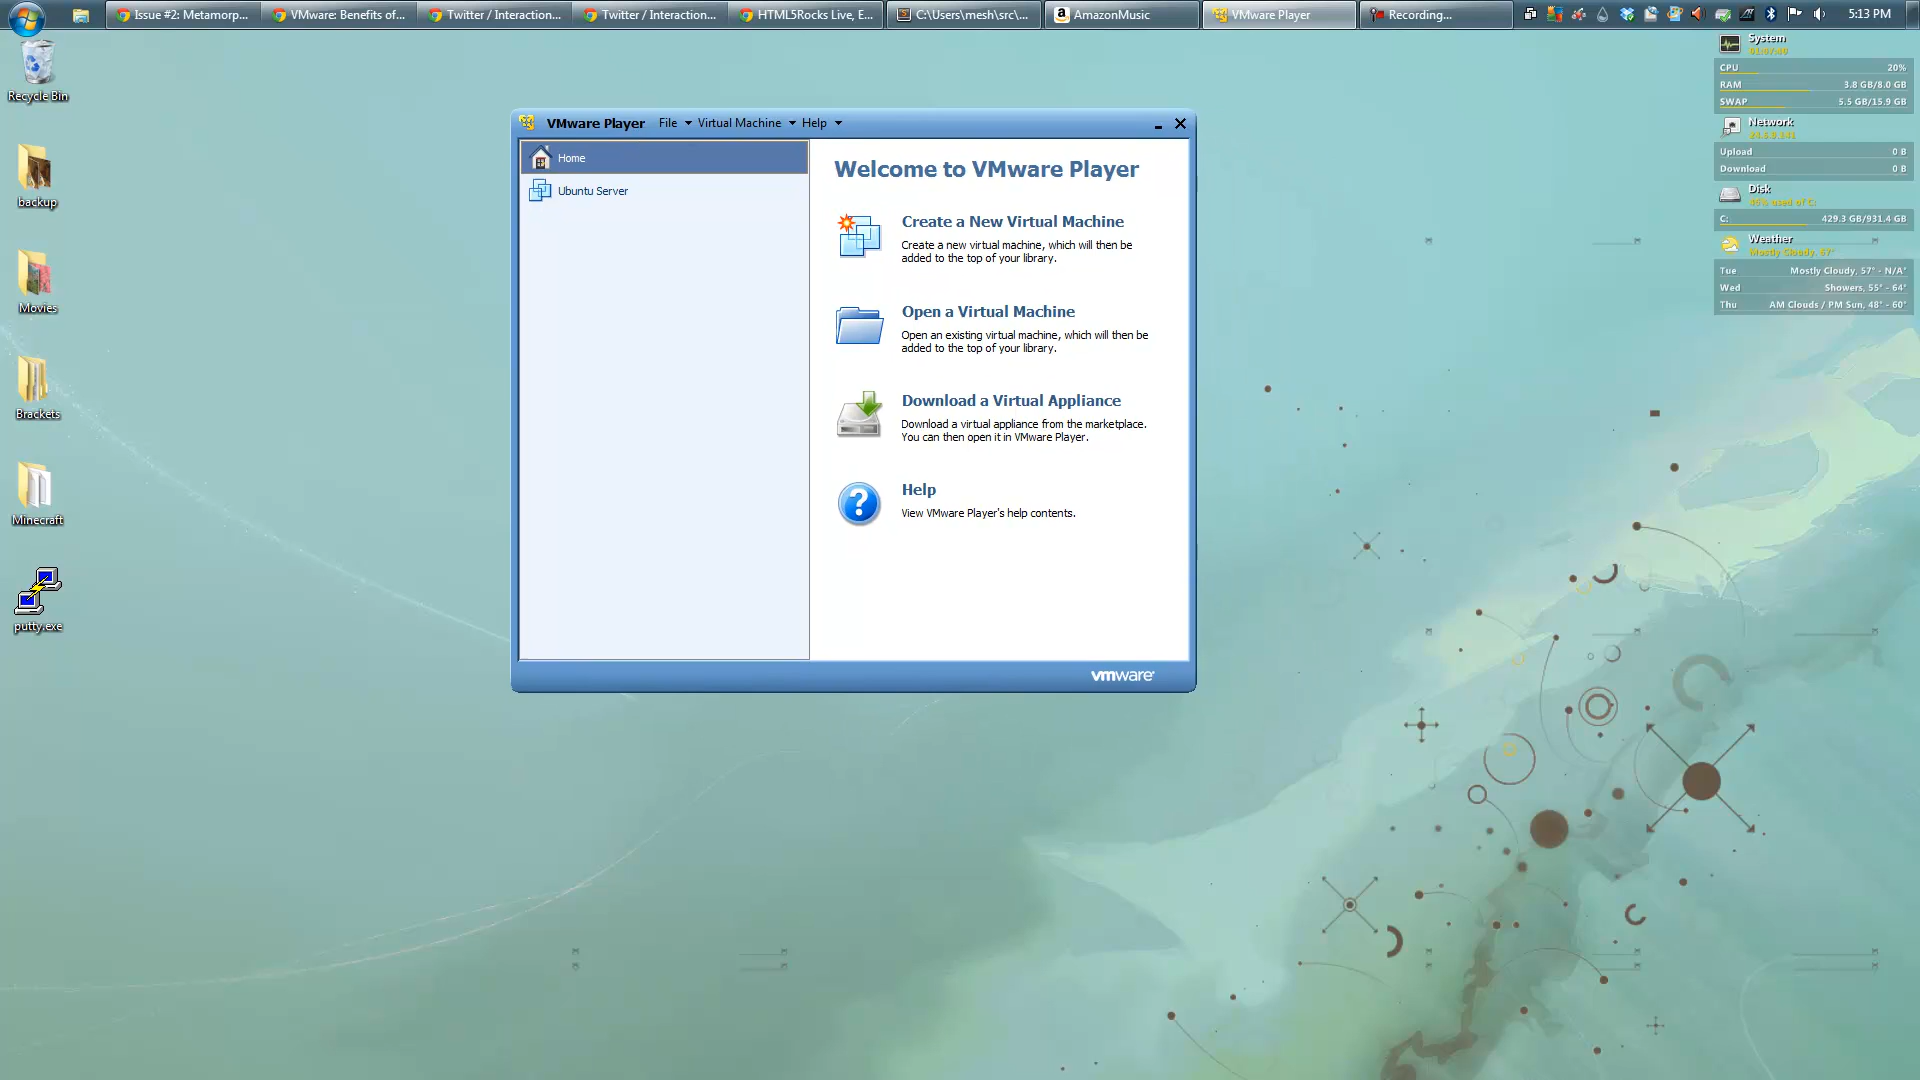 Issue #2: Metamorp...
VMware: Benefits of...
Twitter / Interaction...
Twitter / Interaction...
HTML5Rocks Live, E...
C:\Users\mesh\src\...
AmazonMusic
VMware Player
Recording...
5:13 PM
Recycle Bin
backup
Movies
Brackets
Minecraft
putty.exe
VMware Player File Virtual Machine Help
Home
Ubuntu Server
Welcome to VMware Player
Create a New Virtual Machine
Create a new virtual machine, which will then be
added to the top of your library.
Open a Virtual Machine
Open an existing virtual machine, which will then be
added to the top of your library.
Download a Virtual Appliance
Download a virtual appliance from the marketplace.
You can then open it in VMware Player.
Help
View VMware Player's help contents.
vmware
System
CPU 20%
RAM 3.8 GB/8.0 GB
SWAP 5.5 GB/15.9 GB
Network
Upload 0 B
Download 0 B
Disk
46% used of C:
C: 429.3 GB/931.4 GB
Weather
Mostly Cloudy, 67°
Tue Mostly Cloudy, 57° - N/A°
Wed Showers, 55° - 64°
Thu AM Clouds / PM Sun, 48° - 60°